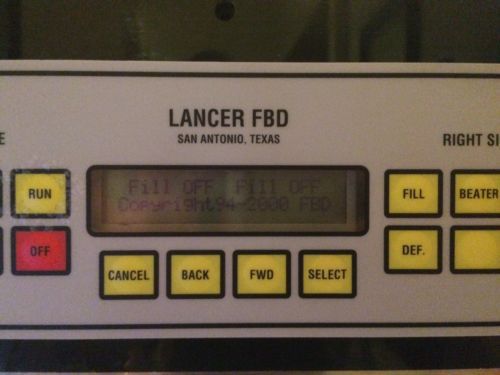 LANCER FBD
SAN ANTONIO, TEXAS
E
RIGHT SI
RUN
Fill OFF Fill OFF
Copyright94-2000 FBD
FILL
BEATER
OFF
DEF.
CANCEL
BACK
FWD
SELECT